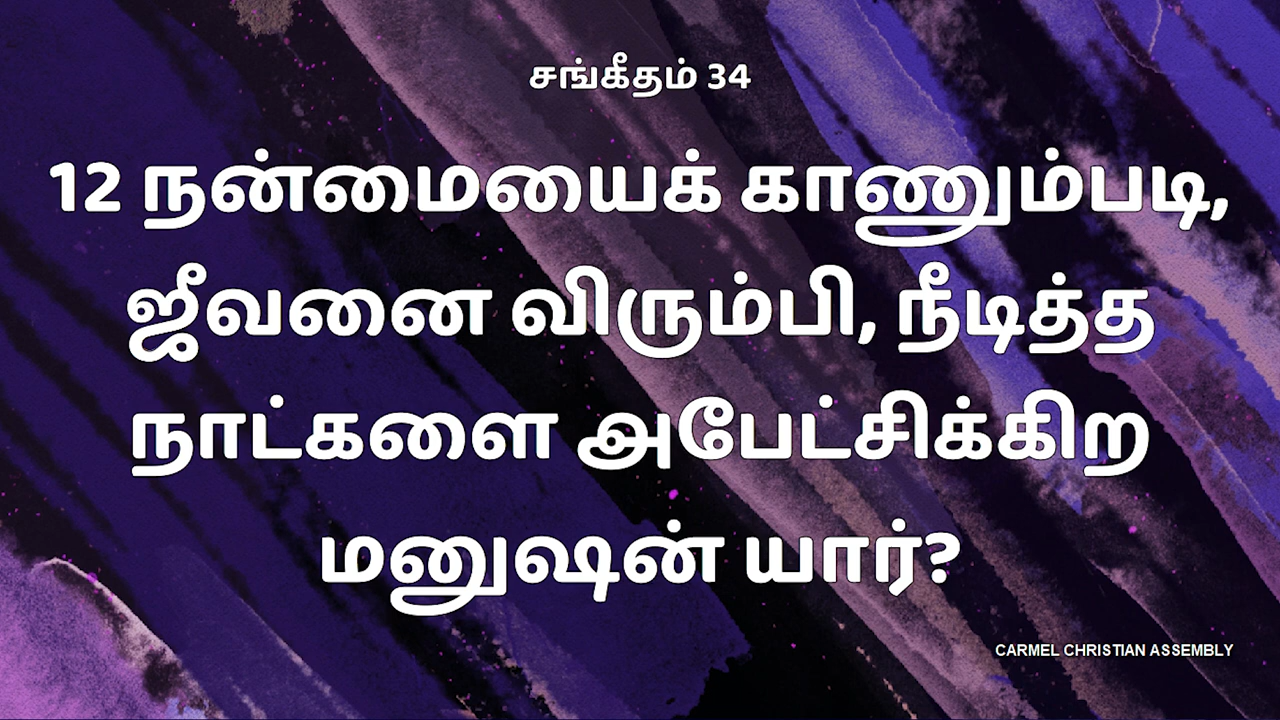 சங்கீதம் 34
12 நன்மையைக் காணும்படி,
ஜீவனை விரும்பி, நீடித்த
நாட்களை அபேட்சிக்கிற
மனுஷன் யார்?
CARMEL CHRISTIAN ASSEMBLY